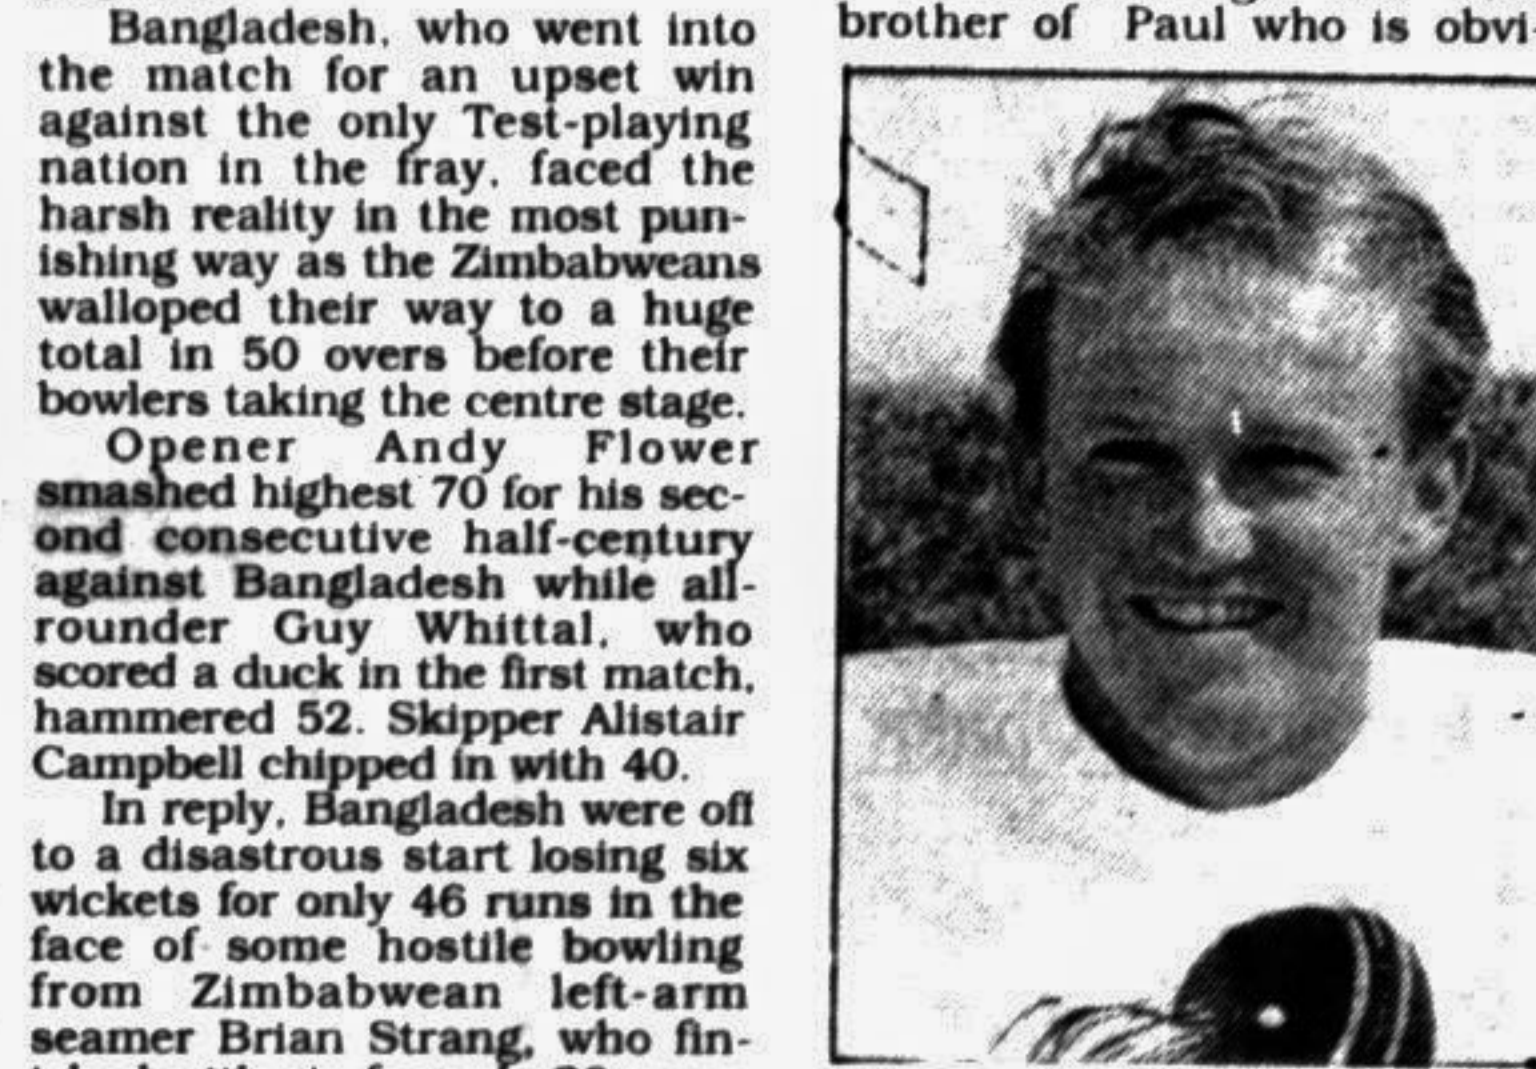 Bangladesh, who went into
the match for an upset win
against the only Test-playing
nation in the fray, faced the
harsh reality in the most pun-
ishing way as the Zimbabweans
walloped their way to a huge
total in 50 overs before their
bowlers taking the centre stage.
Opener Andy Flower
smashed highest 70 for his sec-
ond consecutive half-century
against Bangladesh while all-
rounder Guy Whittal, who
scored a duck in the first match,
hammered 52. Skipper Alistair
Campbell chipped in with 40.
In reply, Bangladesh were off
to a disastrous start losing six
wickets for only 46 runs in the
face of some hostile bowling
from Zimbabwean left-arm
seamer Brian Strang, who fin-
brother of Paul who is obvi-